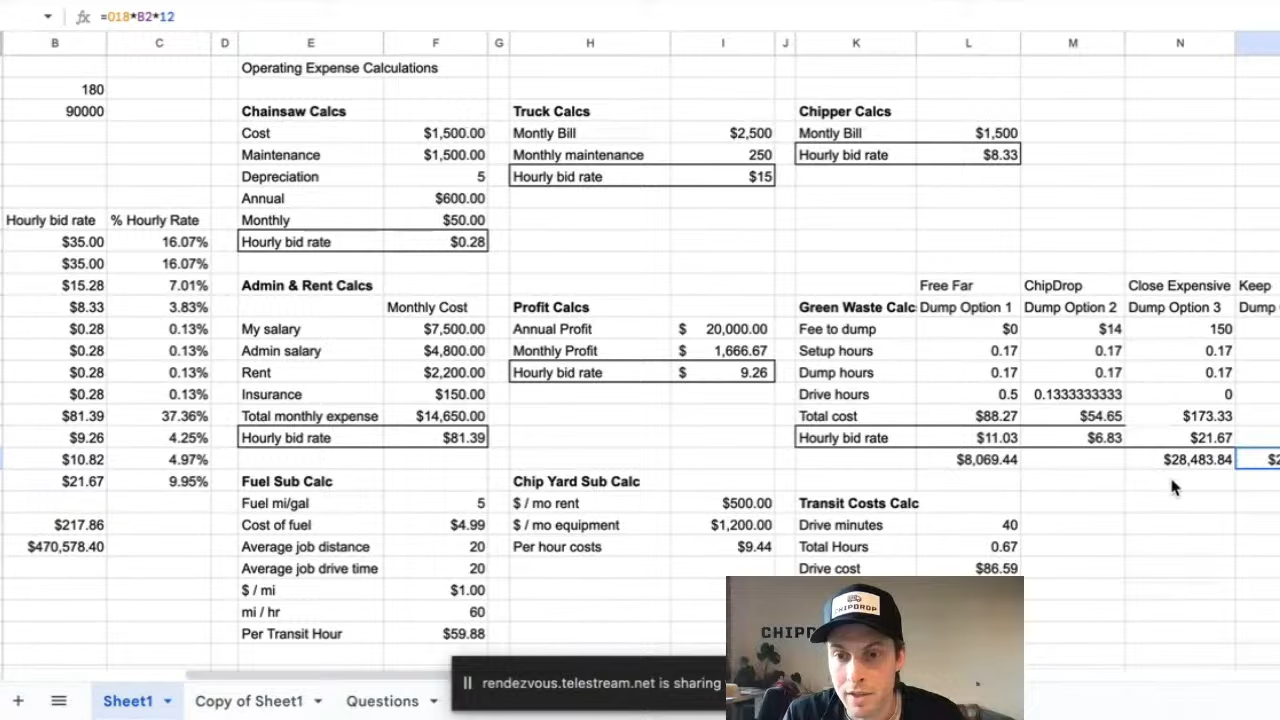 fx =O18*B2*12
B C D E F G H I J K L M N
Operating Expense Calculations
180
90000 Chainsaw Calcs Truck Calcs Chipper Calcs
Cost $1,500.00 Montly Bill $2,500 Montly Bill $1,500
Maintenance $1,500.00 Monthly maintenance 250 Hourly bid rate $8.33
Depreciation 5 Hourly bid rate $15
Annual $600.00
Hourly bid rate % Hourly Rate Monthly $50.00
$35.00 16.07% Hourly bid rate $0.28
$35.00 16.07%
$15.28 7.01% Admin & Rent Calcs Free Far ChipDrop Close Expensive Keep
$8.33 3.83% Monthly Cost Profit Calcs Green Waste Calc Dump Option 1 Dump Option 2 Dump Option 3 Dump
$0.28 0.13% My salary $7,500.00 Annual Profit $ 20,000.00 Fee to dump $0 $14 150
$0.28 0.13% Admin salary $4,800.00 Monthly Profit $ 1,666.67 Setup hours 0.17 0.17 0.17
$0.28 0.13% Rent $2,200.00 Hourly bid rate $ 9.26 Dump hours 0.17 0.17 0.17
$0.28 0.13% Insurance $150.00 Drive hours 0.5 0.1333333333 0
$81.39 37.36% Total monthly expense $14,650.00 Total cost $88.27 $54.65 $173.33
$9.26 4.25% Hourly bid rate $81.39 Hourly bid rate $11.03 $6.83 $21.67
$10.82 4.97% $8,069.44 $28,483.84 $2
$21.67 9.95% Fuel Sub Calc Chip Yard Sub Calc
Fuel mi/gal 5 $ / mo rent $500.00 Transit Costs Calc
$217.86 Cost of fuel $4.99 $ / mo equipment $1,200.00 Drive minutes 40
$470,578.40 Average job distance 20 Per hour costs $9.44 Total Hours 0.67
Average job drive time 20 Drive cost $86.59
$ / mi $1.00
mi / hr 60
Per Transit Hour $59.88
CHIPDROP
CHIPD
rendezvous.telestream.net is sharing
Sheet1 Copy of Sheet1 Questions